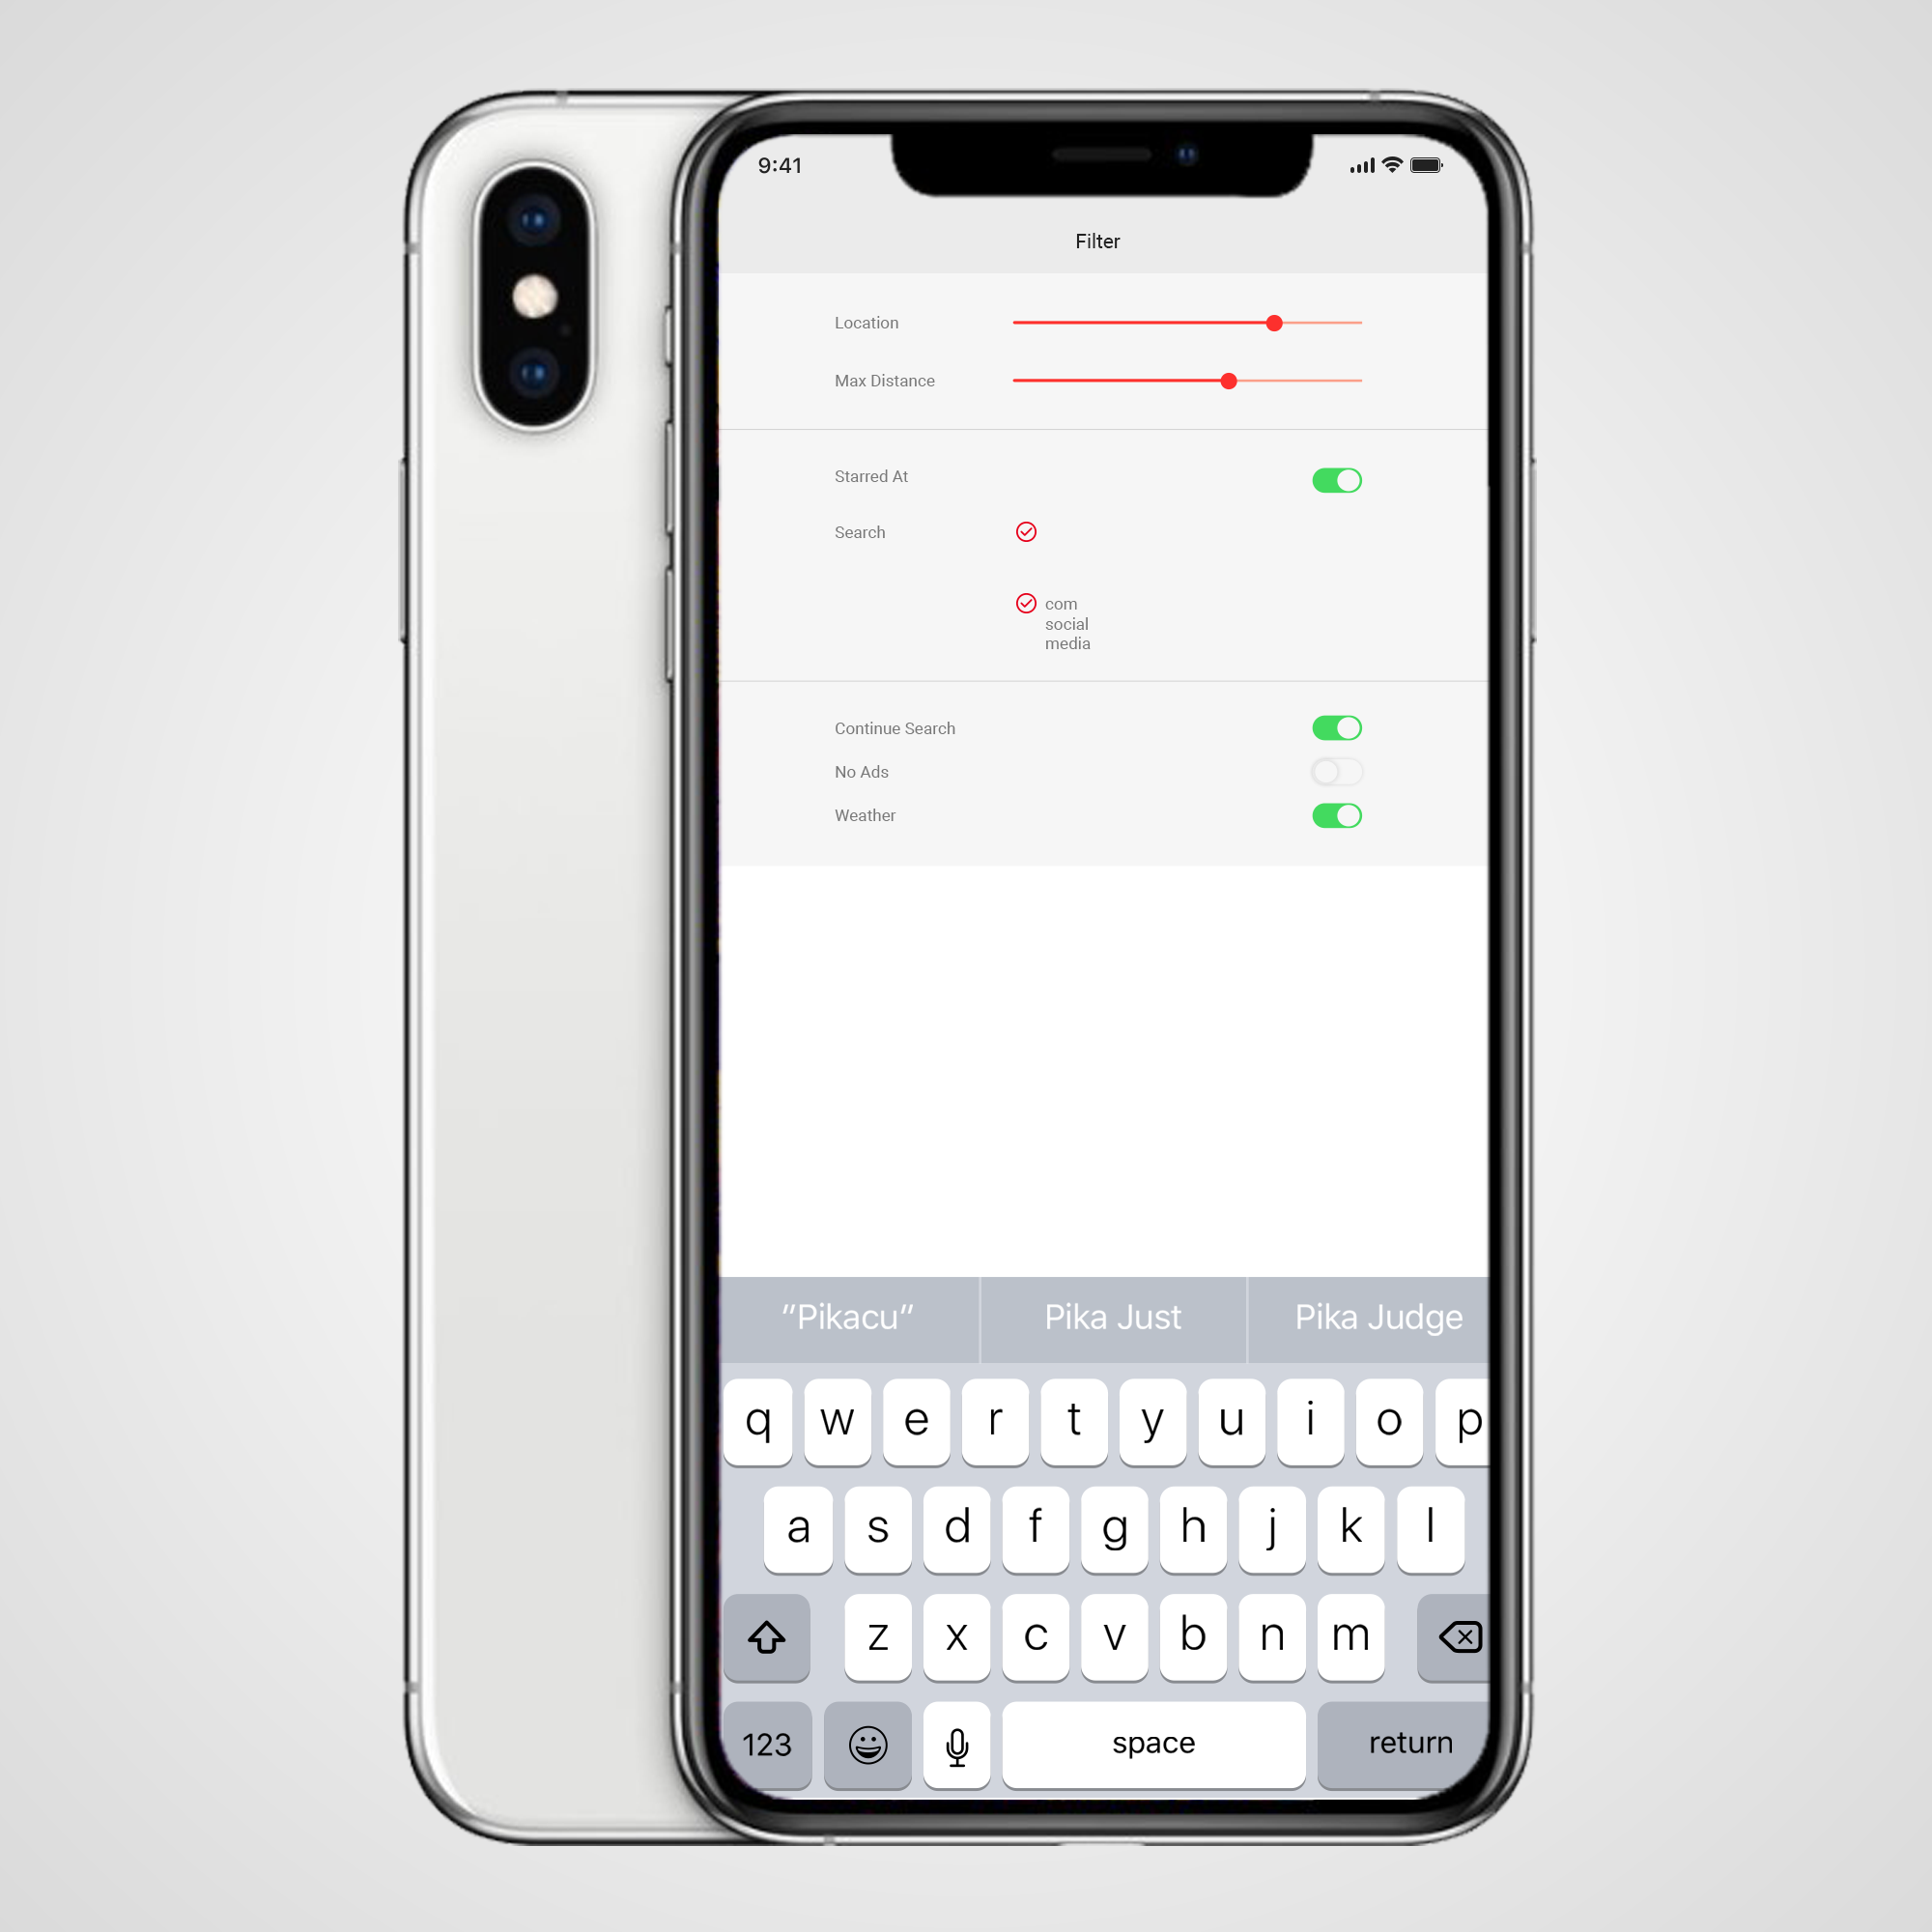 9:41
Filter
Location
Max Distance
Starred At
Search
com
social
media
Continue Search
No Ads
Weather
"Pikacu" Pika Just Pika Judge
q w e r t y u i o p
a s d f g h j k l
z x c v b n m
123 space return